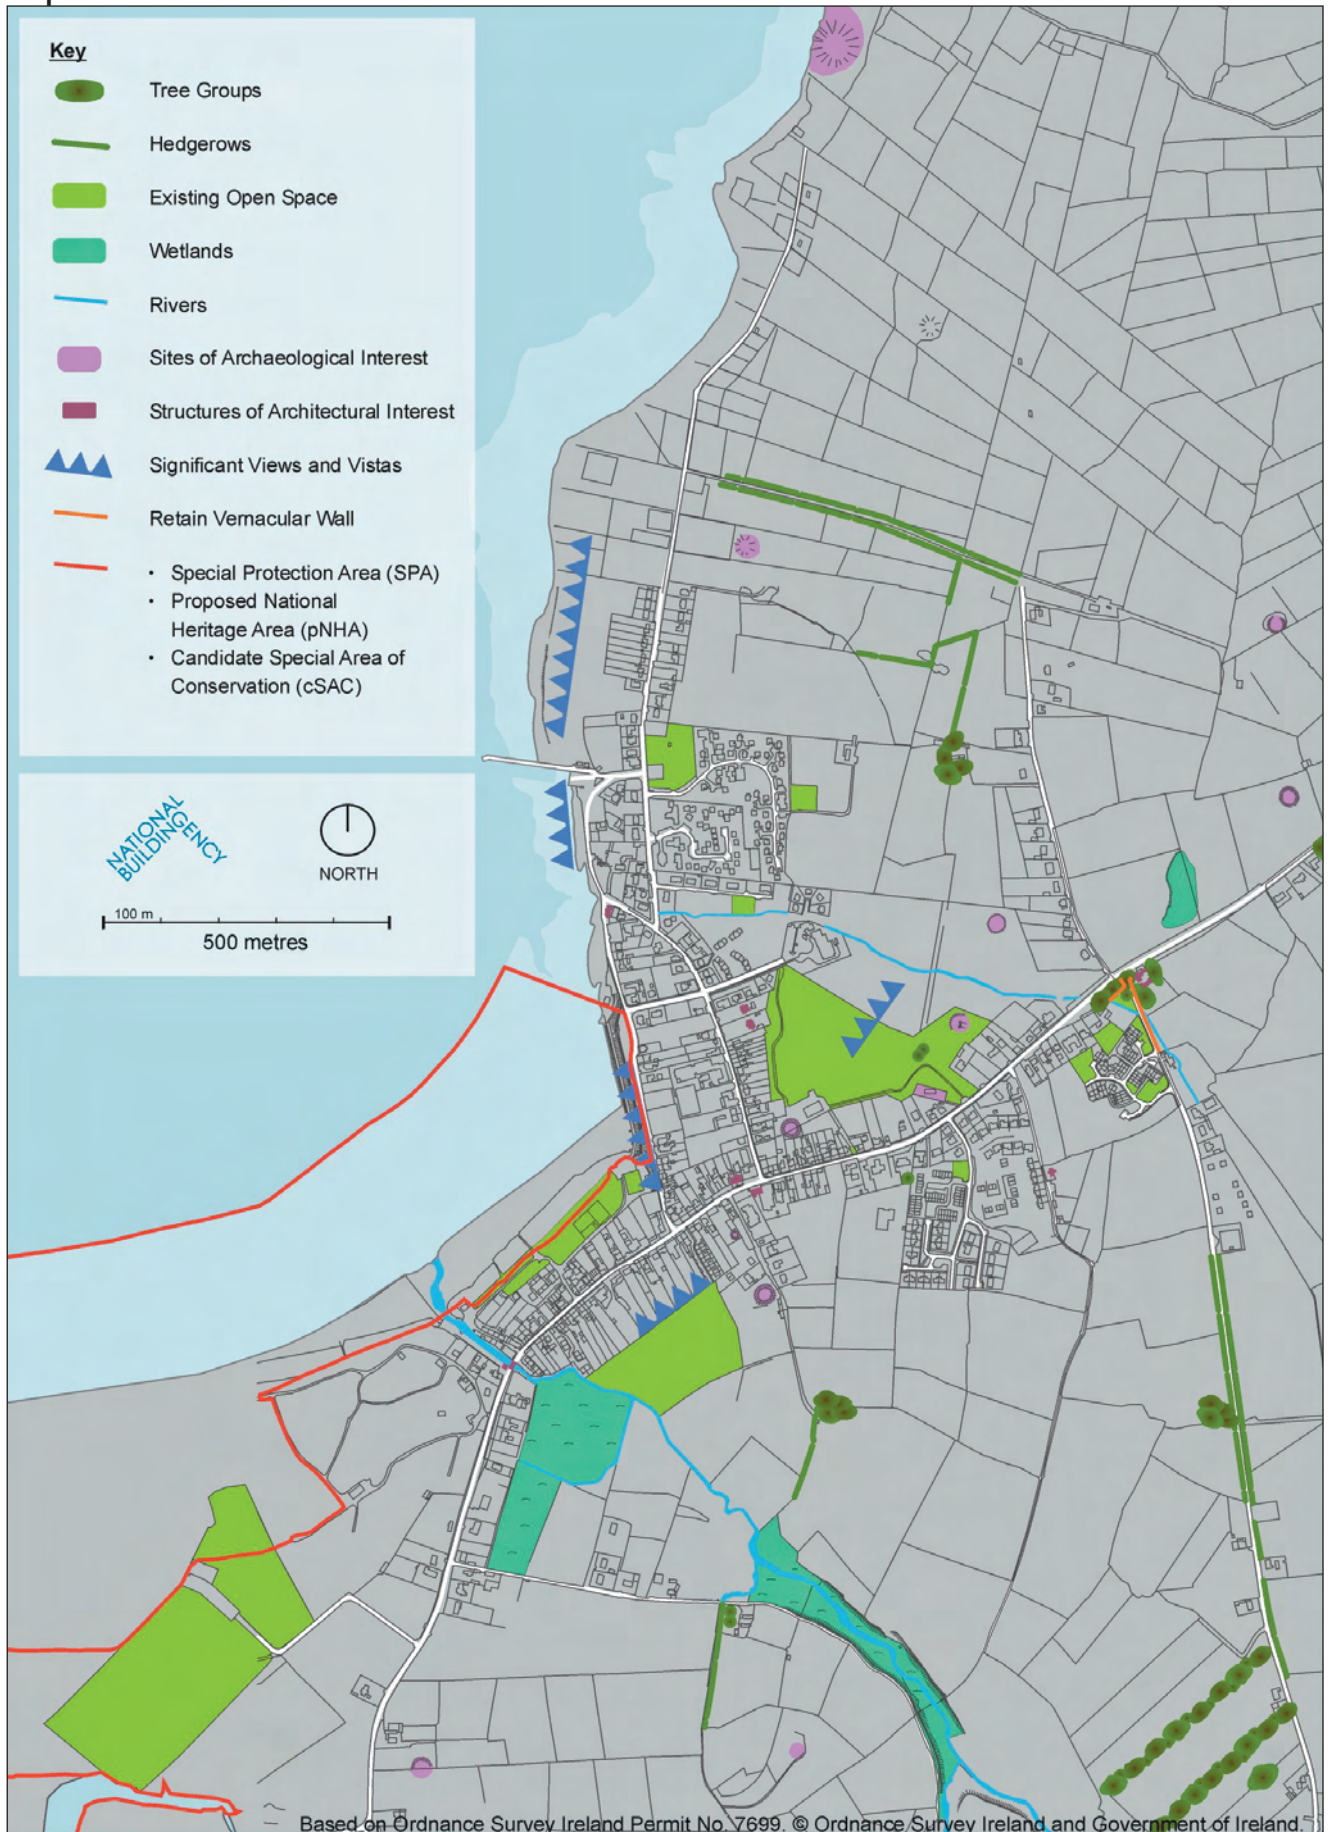 Key
Tree Groups
Hedgerows
Existing Open Space
Wetlands
Rivers
Sites of Archaeological Interest
Structures of Architectural Interest
Significant Views and Vistas
Retain Vernacular Wall
· Special Protection Area (SPA)
· Proposed National
Heritage Area (pNHA)
· Candidate Special Area of
Conservation (cSAC)
NATIONAL
BUILDINGENCY
NORTH
100 m
500 metres
Based on Ordnance Survey Ireland Permit No. 7699. © Ordnance Survey Ireland and Government of Ireland.